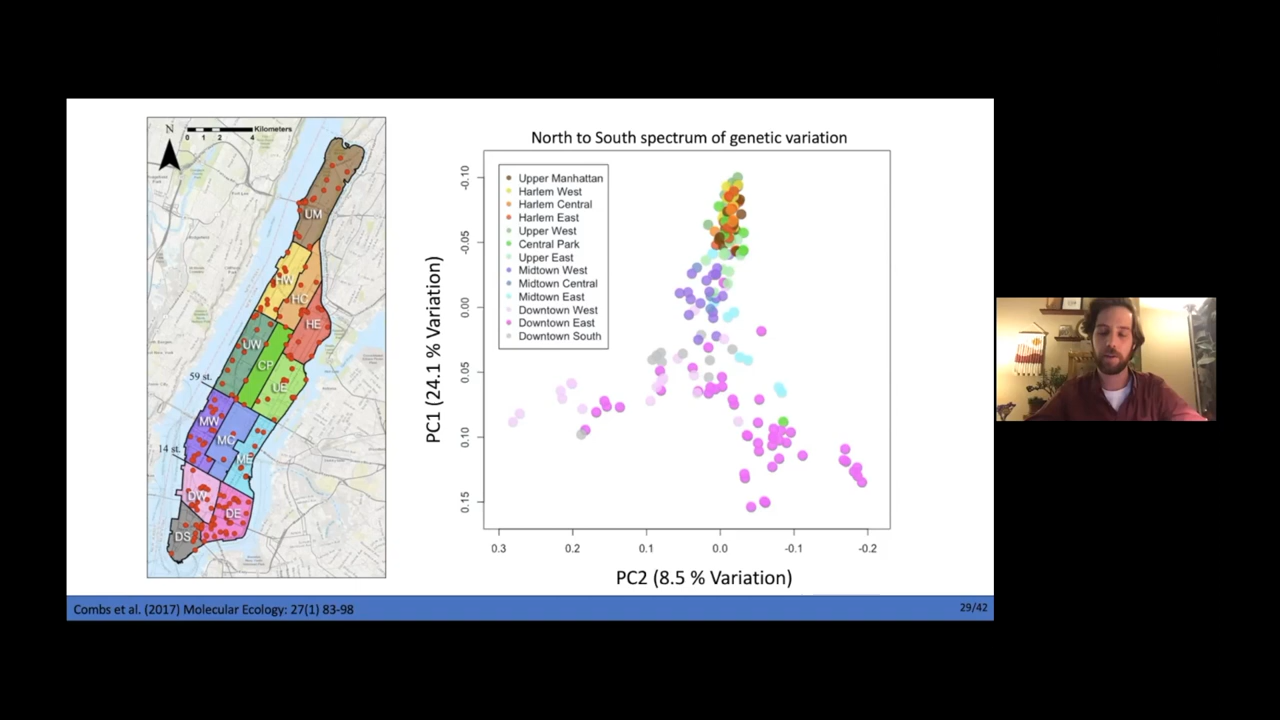 N
Kilometers
0 1 2 4
UM
HW
HC
HE
UW
CP
UE
59 st.
MW
MC
14 st.
ME
DW
DE
DS
North to South spectrum of genetic variation
Upper Manhattan
Harlem West
Harlem Central
Harlem East
Upper West
Central Park
Upper East
Midtown West
Midtown Central
Midtown East
Downtown West
Downtown East
Downtown South
PC1 (24.1 % Variation)
-0.10
-0.05
0.00
0.05
0.10
0.15
0.3 0.2 0.1 0.0 -0.1 -0.2
PC2 (8.5 % Variation)
Combs et al. (2017) Molecular Ecology: 27(1) 83-98
29/42